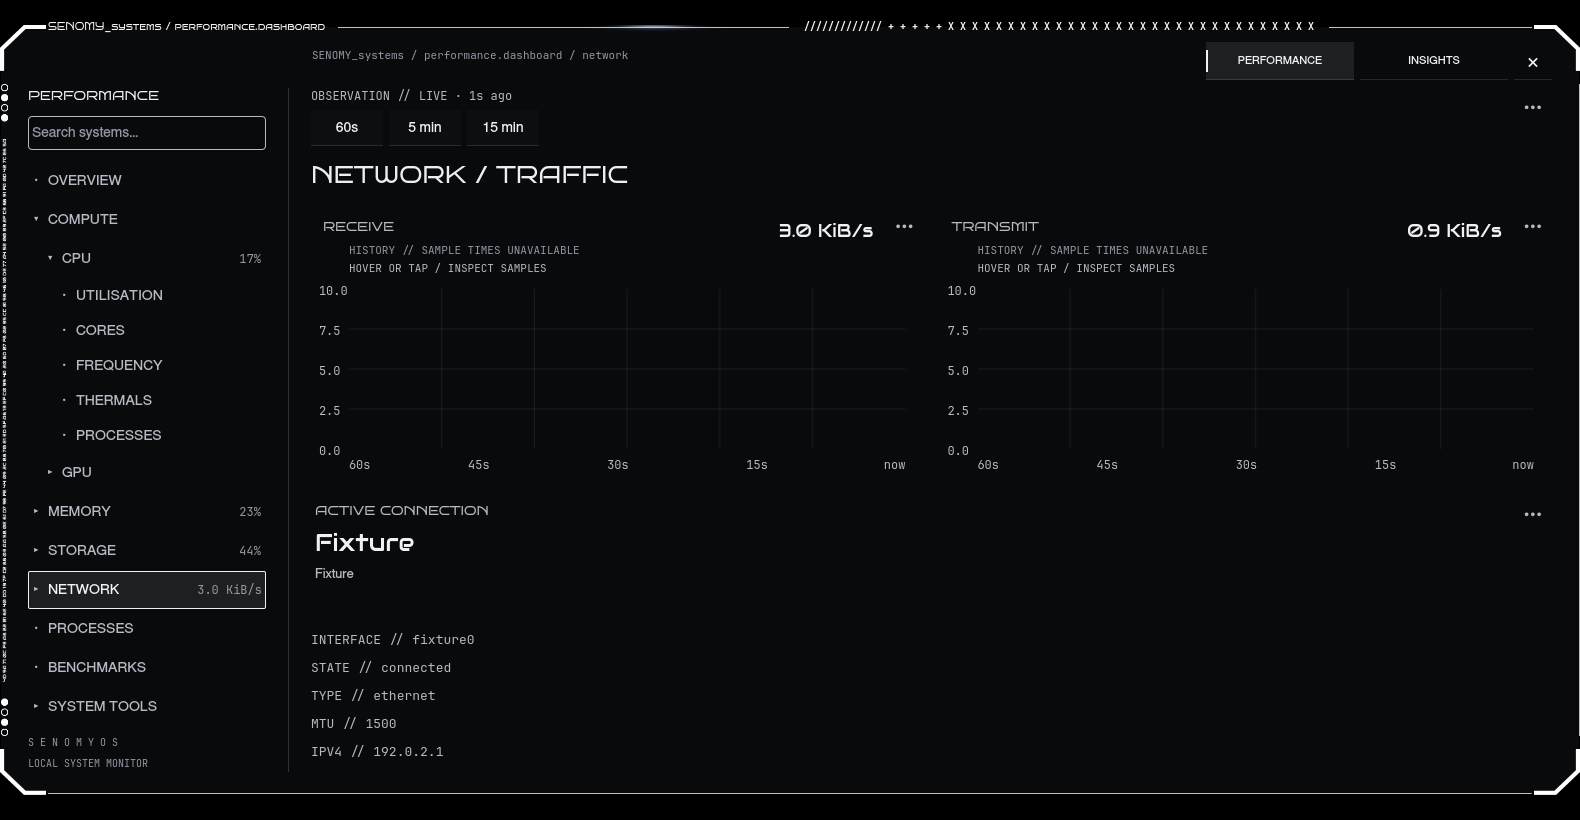 SENOMY_SYSTEMS / PERFORMANCE.DASHBOARD
///////////// + + + + + X X X X X X X X X X X X X X X X X X X X X X X X X X X X X X X
SENOMY_systems / performance.dashboard / network
PERFORMANCE
INSIGHTS
×
PERFORMANCE
Search systems...
OVERVIEW
COMPUTE
CPU 17%
UTILISATION
CORES
FREQUENCY
THERMALS
PROCESSES
GPU
MEMORY 23%
STORAGE 44%
NETWORK 3.0 KiB/s
PROCESSES
BENCHMARKS
SYSTEM TOOLS
SENOMYOS
LOCAL SYSTEM MONITOR
OBSERVATION // LIVE · 1s ago
60s 5 min 15 min
NETWORK / TRAFFIC
RECEIVE 3.0 KiB/s
HISTORY // SAMPLE TIMES UNAVAILABLE
HOVER OR TAP / INSPECT SAMPLES
10.0
7.5
5.0
2.5
0.0
60s 45s 30s 15s now
TRANSMIT 0.9 KiB/s
HISTORY // SAMPLE TIMES UNAVAILABLE
HOVER OR TAP / INSPECT SAMPLES
10.0
7.5
5.0
2.5
0.0
60s 45s 30s 15s now
ACTIVE CONNECTION
Fixture
Fixture
INTERFACE // fixture0
STATE // connected
TYPE // ethernet
MTU // 1500
IPV4 // 192.0.2.1